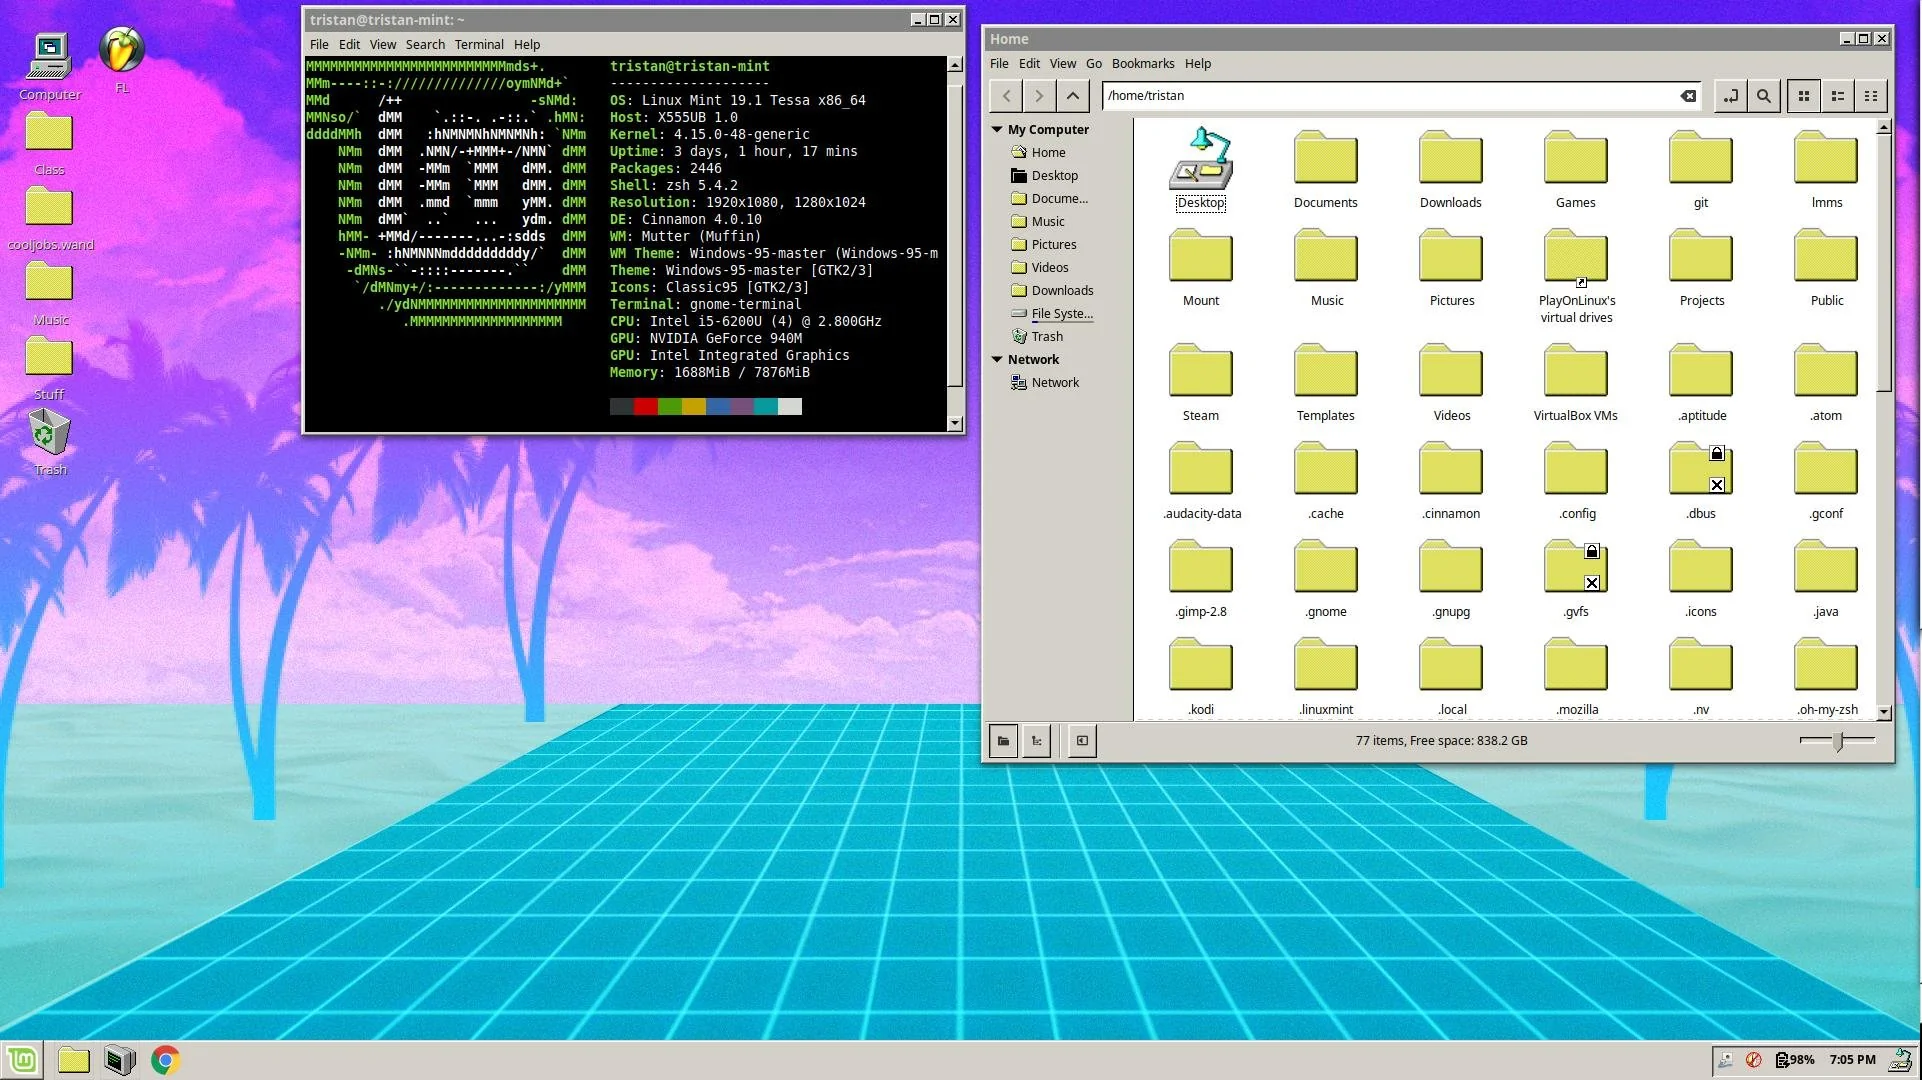 Computer
FL
Class
cooljobs.wand
Music
Stuff
Trash
tristan@tristan-mint: ~
File Edit View Search Terminal Help
MMMMMMMMMMMMMMMMMMMMMMMMMmds+.
MMm----::-://////////////oymNMd+`
MMd      /++                -sNMd:
MMNso/`  dMM    `.::-. .-::.` .hMN:
ddddMMh  dMM   :hNMNMNhNMNMNh: `NMm
    NMm  dMM  .NMN/-+MMM+-/NMN` dMM
    NMm  dMM  -MMm  `MMM   dMM. dMM
    NMm  dMM  -MMm  `MMM   dMM. dMM
    NMm  dMM  .mmd  `mmm   yMM. dMM
    NMm  dMM`  ..`   ...   ydm. dMM
    hMM- +MMd/-------...-:sdds  dMM
    -NMm- :hNMNNNmdddddddddy/`  dMM
     -dMNs-``-::::-------.``    dMM
      `/dMNmy+/:-------------:/yMMM
         ./ydNMMMMMMMMMMMMMMMMMMMMM
            .MMMMMMMMMMMMMMMMMMM
tristan@tristan-mint
--------------------
OS: Linux Mint 19.1 Tessa x86_64
Host: X555UB 1.0
Kernel: 4.15.0-48-generic
Uptime: 3 days, 1 hour, 17 mins
Packages: 2446
Shell: zsh 5.4.2
Resolution: 1920x1080, 1280x1024
DE: Cinnamon 4.0.10
WM: Mutter (Muffin)
WM Theme: Windows-95-master (Windows-95-m
Theme: Windows-95-master [GTK2/3]
Icons: Classic95 [GTK2/3]
Terminal: gnome-terminal
CPU: Intel i5-6200U (4) @ 2.800GHz
GPU: NVIDIA GeForce 940M
GPU: Intel Integrated Graphics
Memory: 1688MiB / 7876MiB
Home
File Edit View Go Bookmarks Help
/home/tristan
My Computer
Home
Desktop
Docume...
Music
Pictures
Videos
Downloads
File Syste...
Trash
Network
Network
Desktop Documents Downloads Games git lmms
Mount Music Pictures PlayOnLinux's virtual drives Projects Public
Steam Templates Videos VirtualBox VMs .aptitude .atom
.audacity-data .cache .cinnamon .config .dbus .gconf
.gimp-2.8 .gnome .gnupg .gvfs .icons .java
.kodi .linuxmint .local .mozilla .nv .oh-my-zsh
77 items, Free space: 838.2 GB
98% 7:05 PM